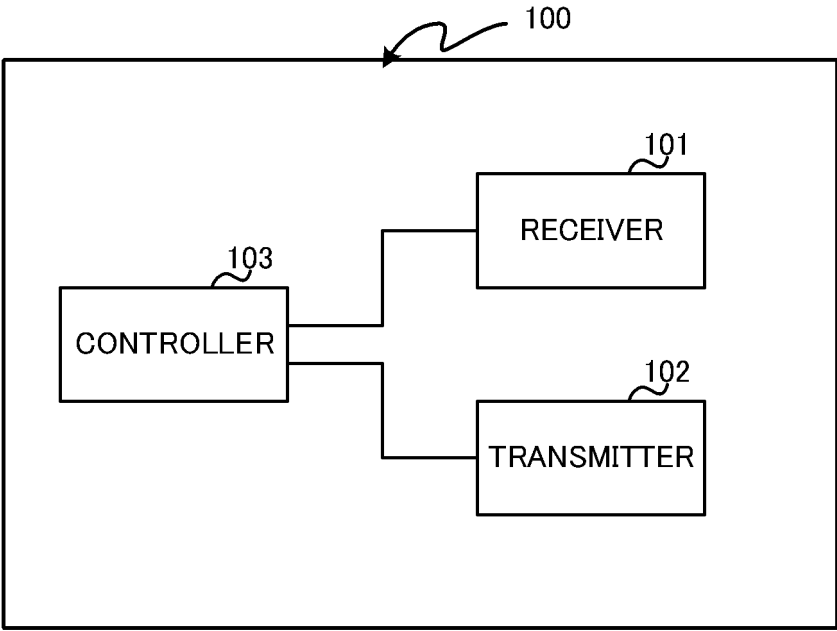 100
101
RECEIVER
103
CONTROLLER
102
TRANSMITTER